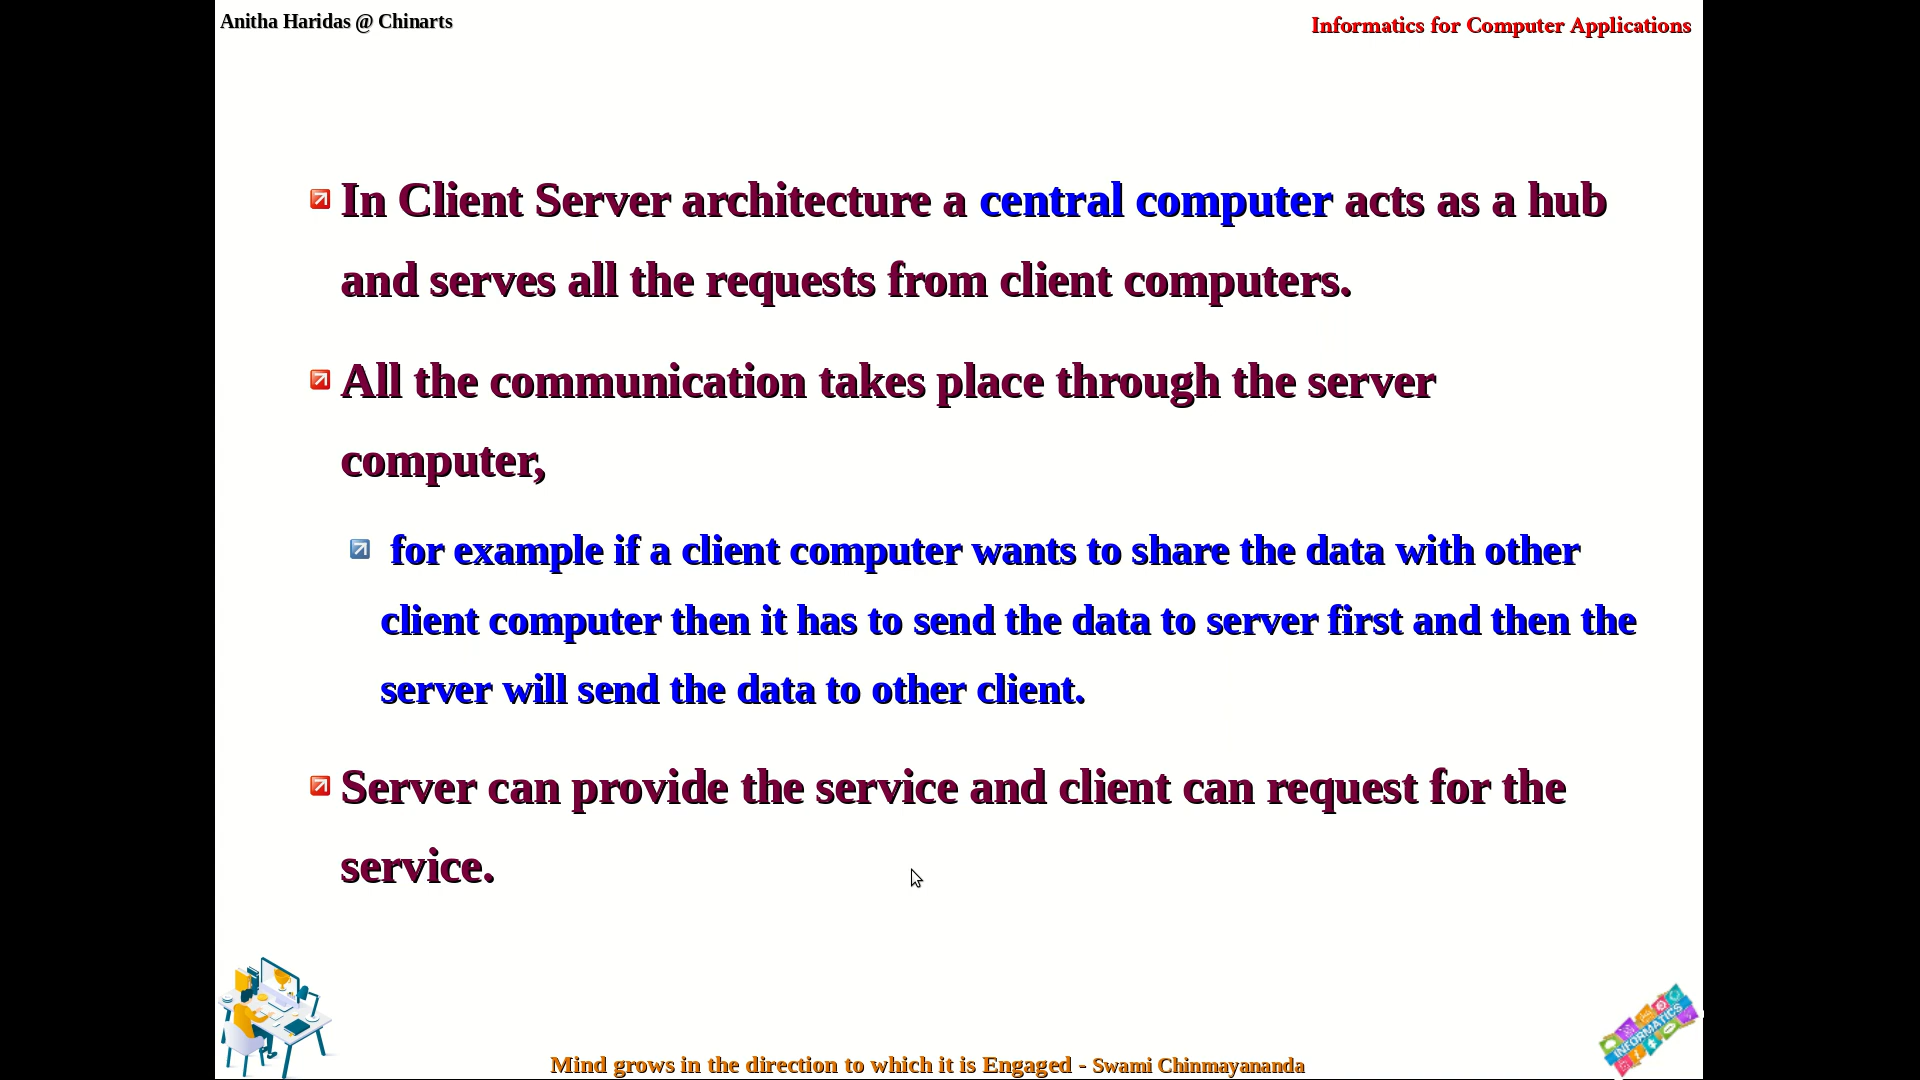 Anitha Haridas @ Chinarts
Informatics for Computer Applications
In Client Server architecture a central computer acts as a hub
and serves all the requests from client computers.
All the communication takes place through the server
computer,
for example if a client computer wants to share the data with other
client computer then it has to send the data to server first and then the
server will send the data to other client.
Server can provide the service and client can request for the
service.
INFORMATICS
Mind grows in the direction to which it is Engaged - Swami Chinmayananda